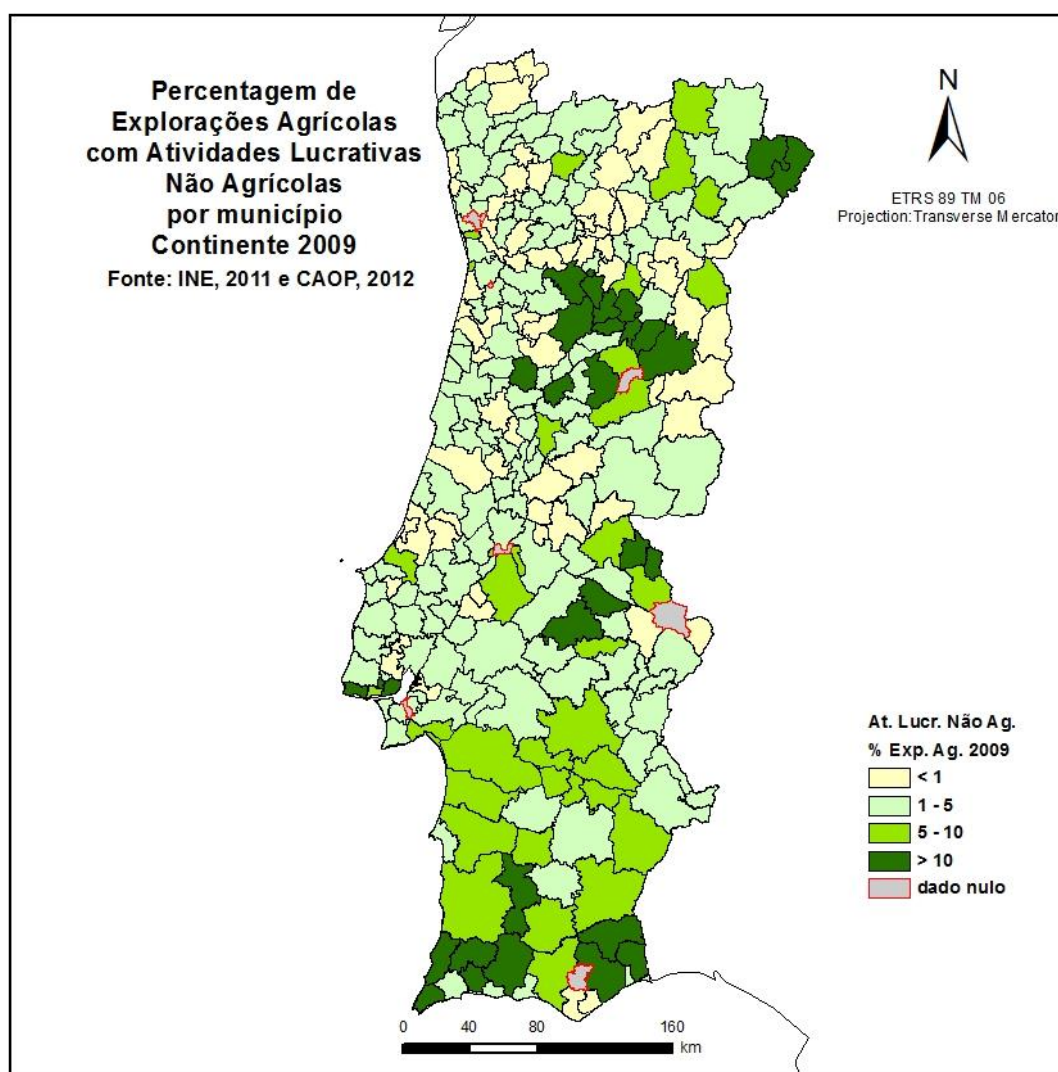 Percentagem de
Explorações Agrícolas
com Atividades Lucrativas
Não Agrícolas
por município
Continente 2009
Fonte: INE, 2011 e CAOP, 2012
N
ETRS 89 TM 06
Projection:Transverse Mercator
At. Lucr. Não Ag.
% Exp. Ag. 2009
< 1
1 - 5
5 - 10
> 10
dado nulo
0 40 80 160
km